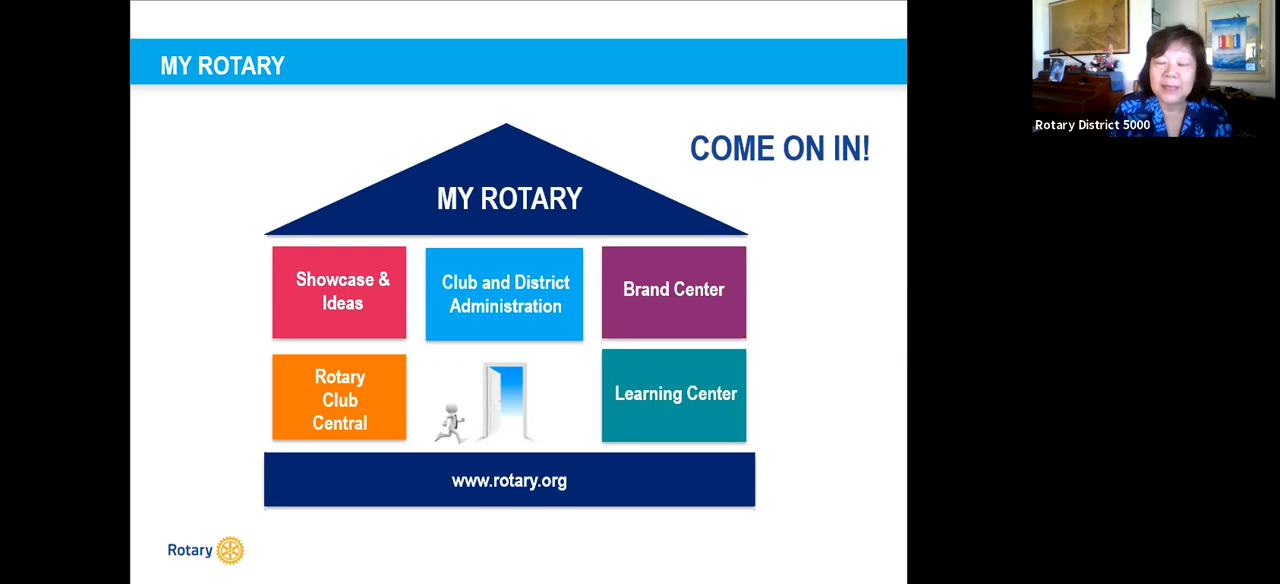 MY ROTARY
COME ON IN!
MY ROTARY
Showcase &
Ideas
Club and District
Administration
Brand Center
Rotary
Club
Central
Learning Center
www.rotary.org
Rotary
Rotary District 5000